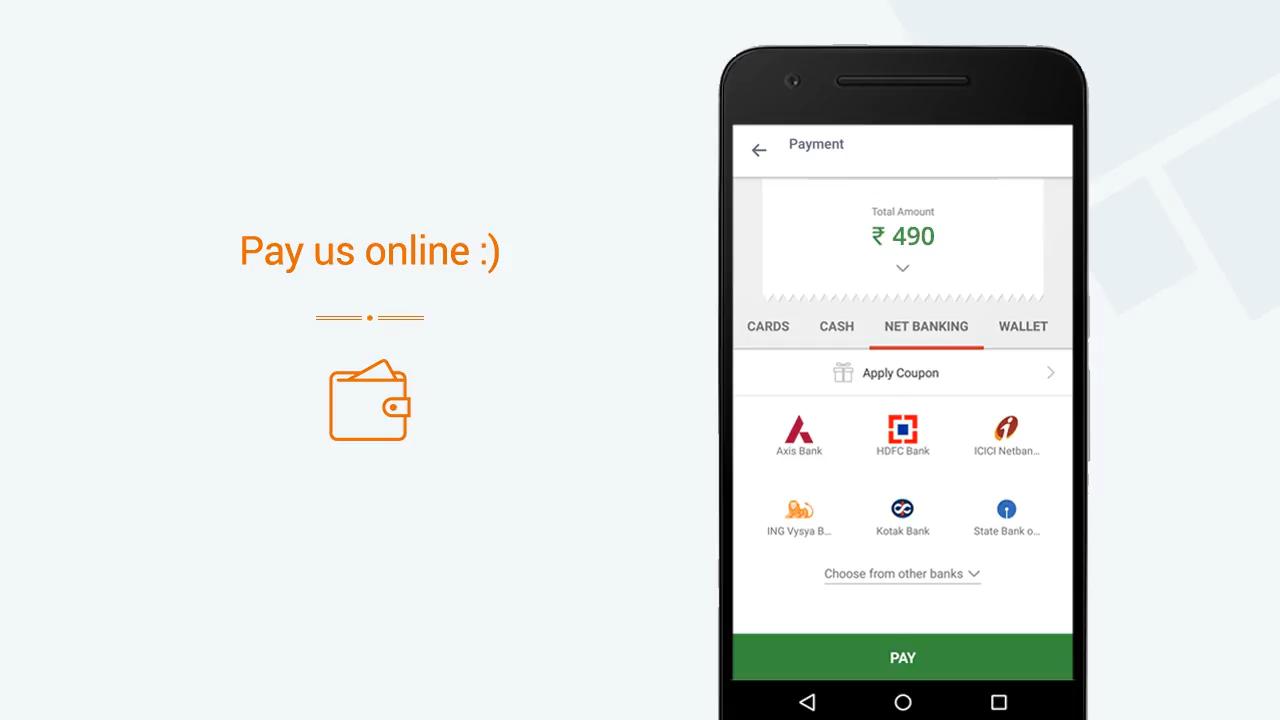 Pay us online :)
Payment
Total Amount
₹ 490
CARDS CASH NET BANKING WALLET
Apply Coupon
Axis Bank HDFC Bank ICICI Netban...
ING Vysya B... Kotak Bank State Bank o...
Choose from other banks
PAY